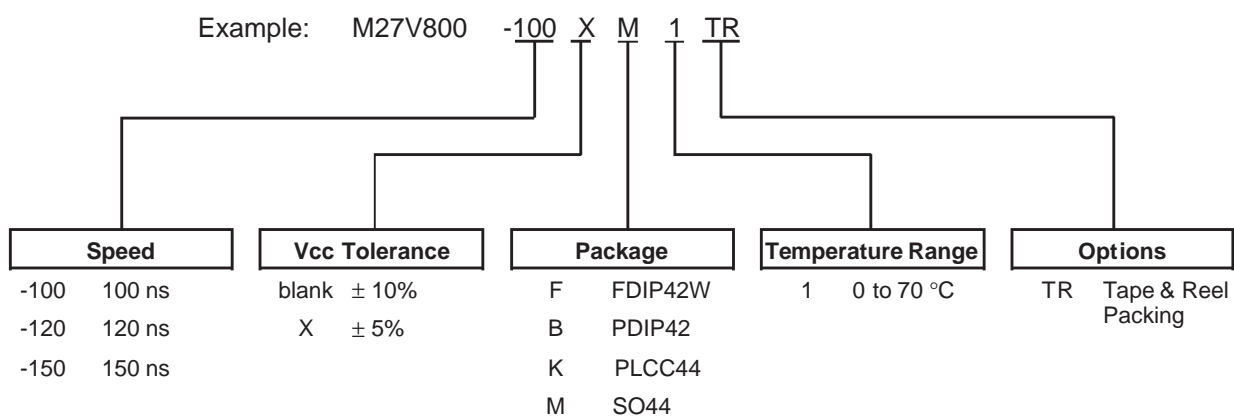 Example: M27V800 -100 X M 1 TR
Speed Vcc Tolerance Package Temperature Range Options
-100 100 ns blank ± 10% F FDIP42W 1 0 to 70 °C TR Tape & Reel
Packing
-120 120 ns X ± 5% B PDIP42
-150 150 ns K PLCC44
M SO44